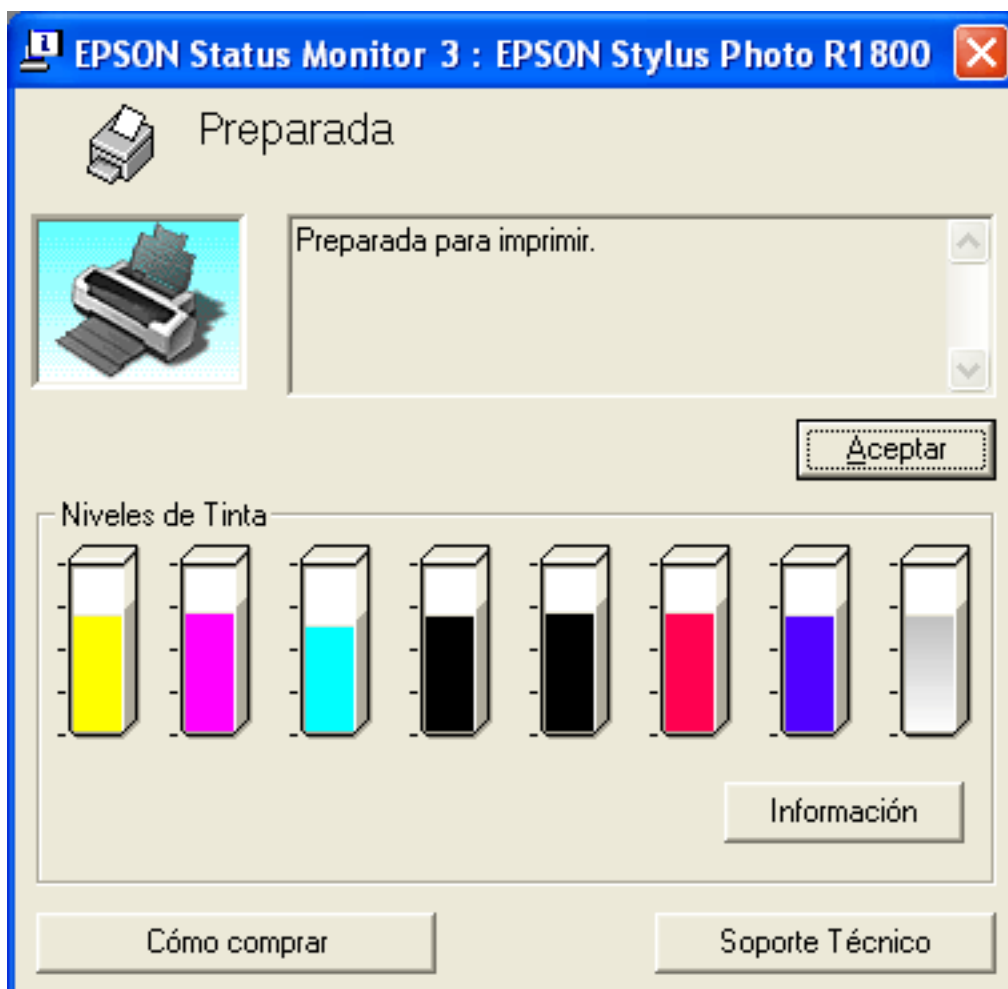 EPSON Status Monitor 3 : EPSON Stylus Photo R1800
Preparada
Preparada para imprimir.
Aceptar
Niveles de Tinta
Información
Cómo comprar
Soporte Técnico